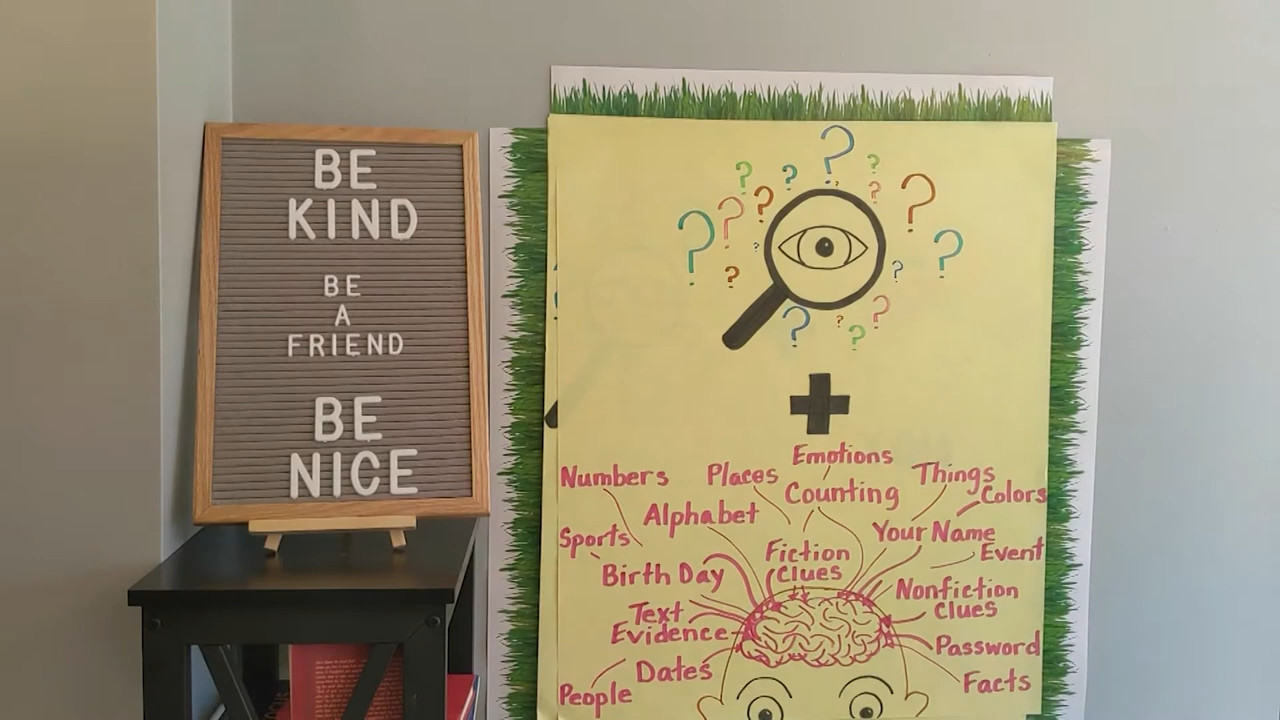 BE
KIND
BE
A
FRIEND
BE
NICE
Emotions
Numbers
Places
Things
Counting
Colors
Alphabet
Sports
Your Name
Fiction
Clues
Event
Birth Day
Nonfiction
Clues
Text
Evidence
Password
Dates
People
Facts